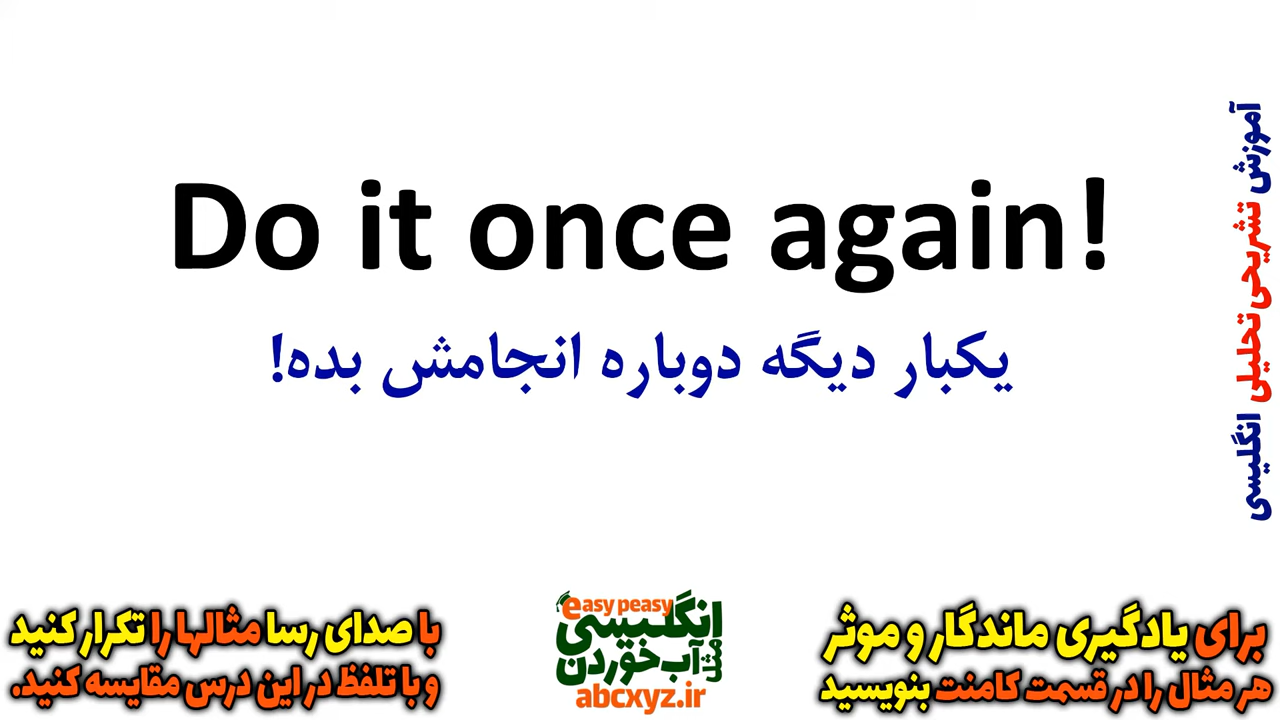 Do it once again!
یکبار دیگه دوباره انجامش بده!
آموزش تشریحی تحلیلی انگلیسی
برای یادگیری ماندگار و موثر
هر مثال را در قسمت کامنت بنویسید
easy peasy
انگلیسی
مثل آب خوردن
abcxyz.ir
با صدای رسا مثالها را تکرار کنید
و با تلفظ در این درس مقایسه کنید.